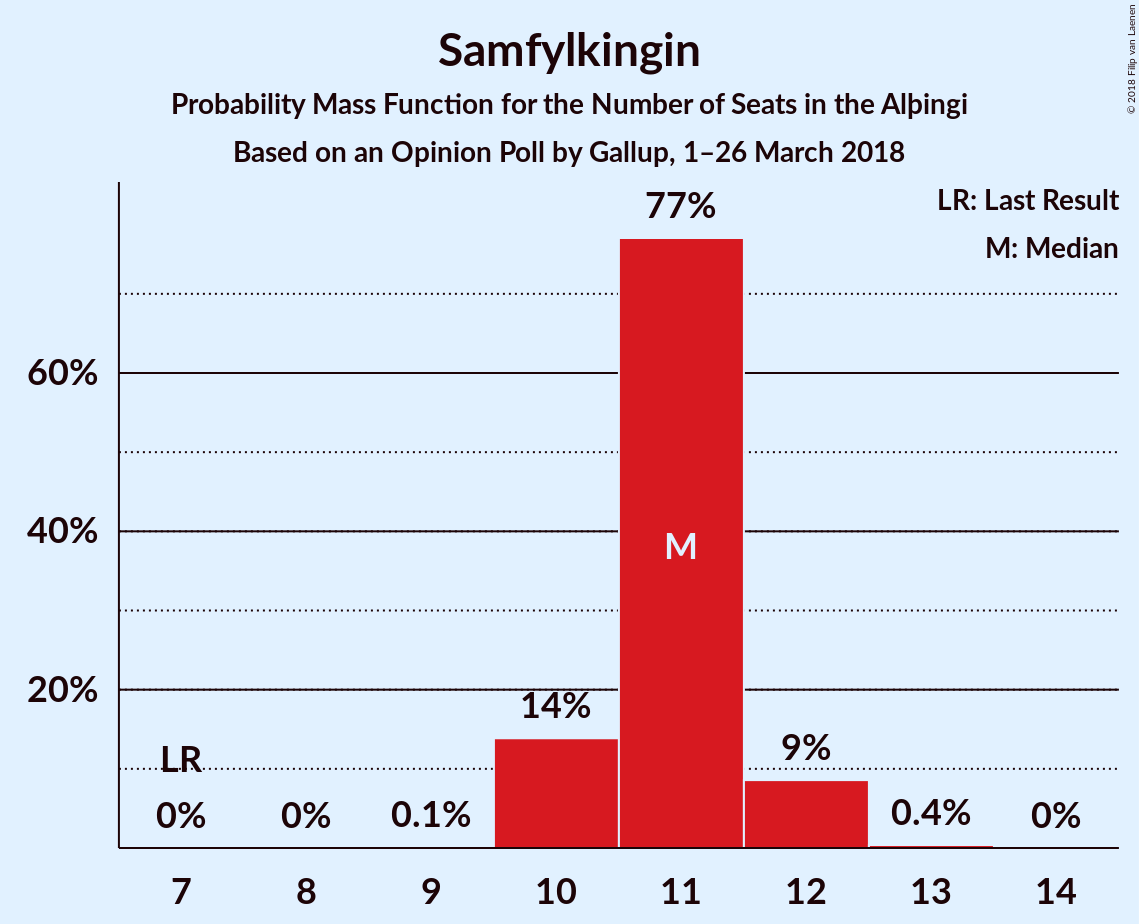 Samfylkingin
Probability Mass Function for the Number of Seats in the Alþingi
Based on an Opinion Poll by Gallup, 1–26 March 2018
© 2018 Filip van Laenen
LR: Last Result
M: Median
77%
60%
40%
M
20%
14%
LR
9%
0%
0%
0.1%
0.4%
0%
7
8
9
10
11
12
13
14